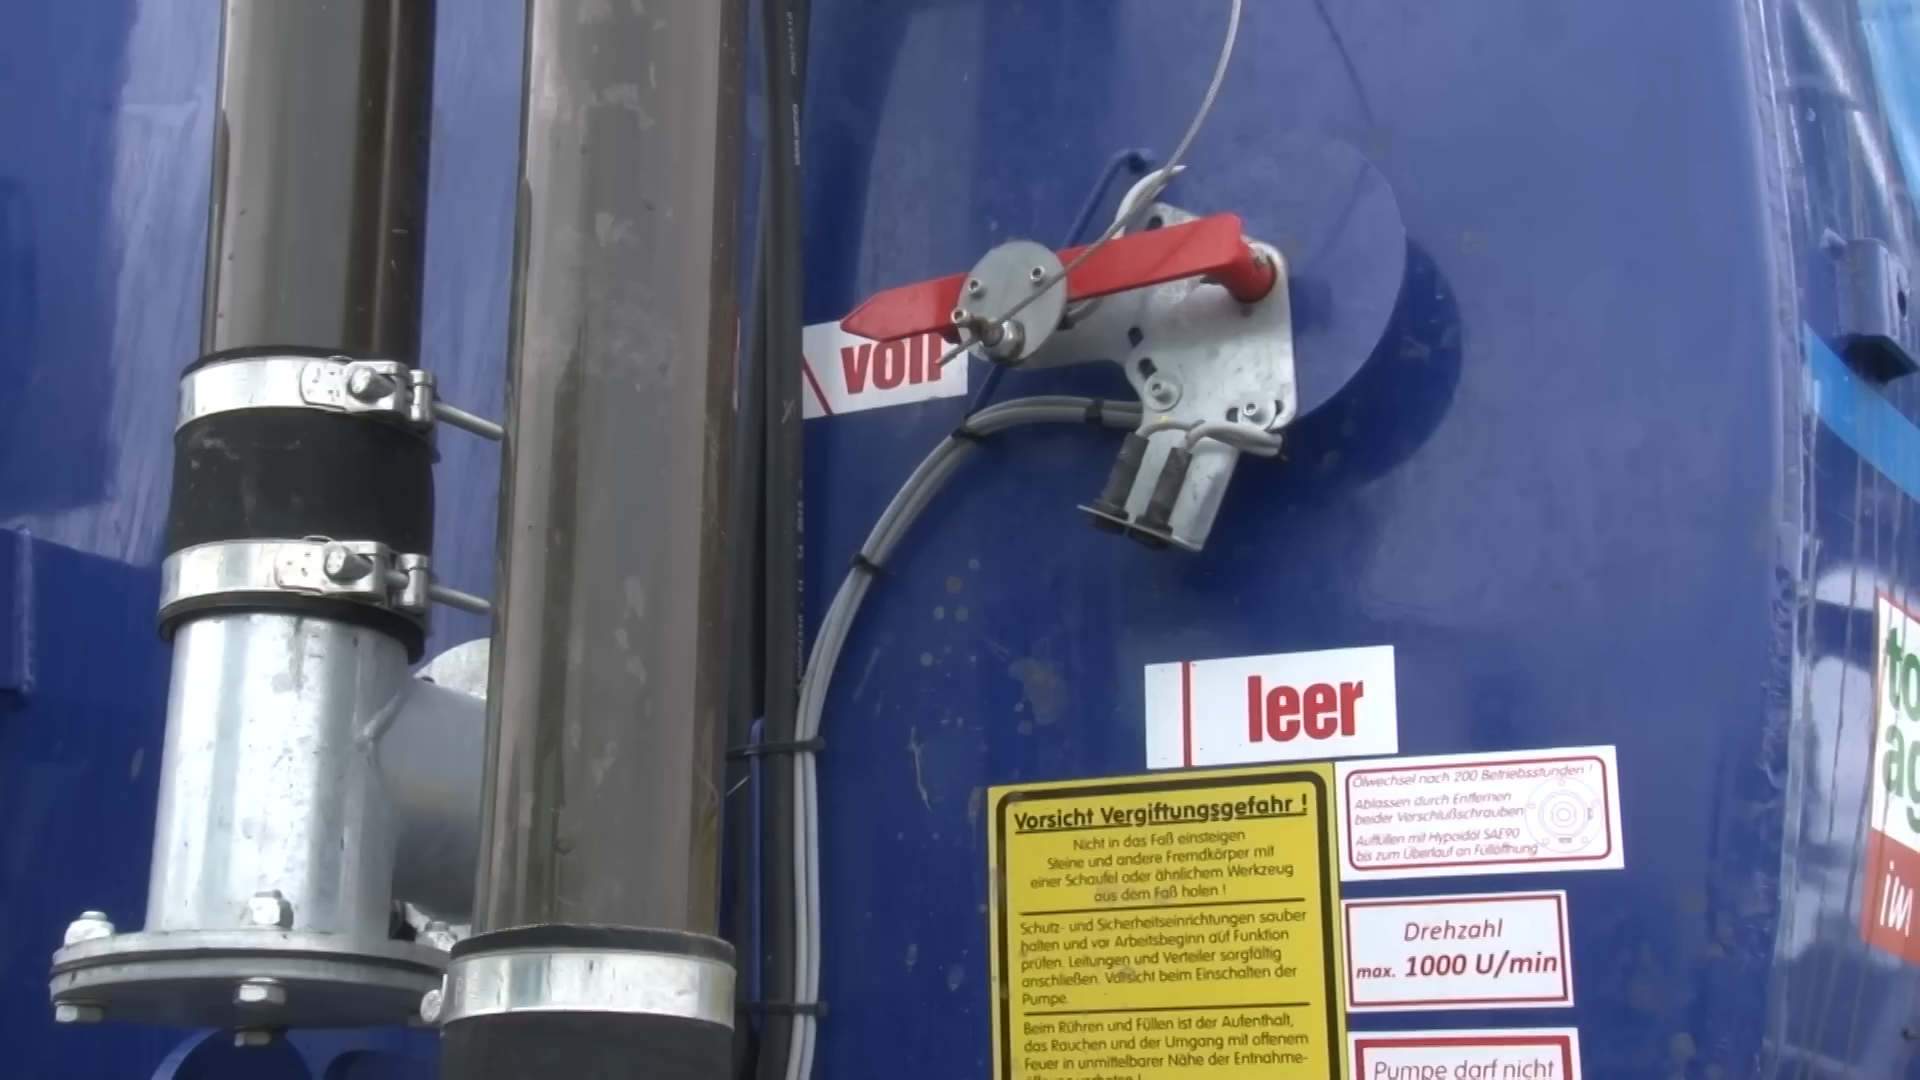 voll
leer
Vorsicht Vergiftungsgefahr !
Nicht in das Faß einsteigen
Steine und andere Fremdkörper mit
einer Schaufel oder ähnlichem Werkzeug
aus dem Faß holen !
Schutz- und Sicherheitseinrichtungen sauber
halten und vor Arbeitsbeginn auf Funktion
prüfen. Leitungen und Verteiler sorgfältig
anschließen. Vorsicht beim Einschalten der
Pumpe.
Beim Rühren und Füllen ist der Aufenthalt,
das Rauchen und der Umgang mit offenem
Feuer in unmittelbarer Nähe der Entnahme-
Ölwechsel nach 200 Betriebsstunden !
Ablassen durch Entfernen
beider Verschlußschrauben
Auffüllen mit Hypoidöl SAE90
bis zum Überlauf an Füllöffnung
Drehzahl
max. 1000 U/min
Pumpe darf nicht
to
ag
im